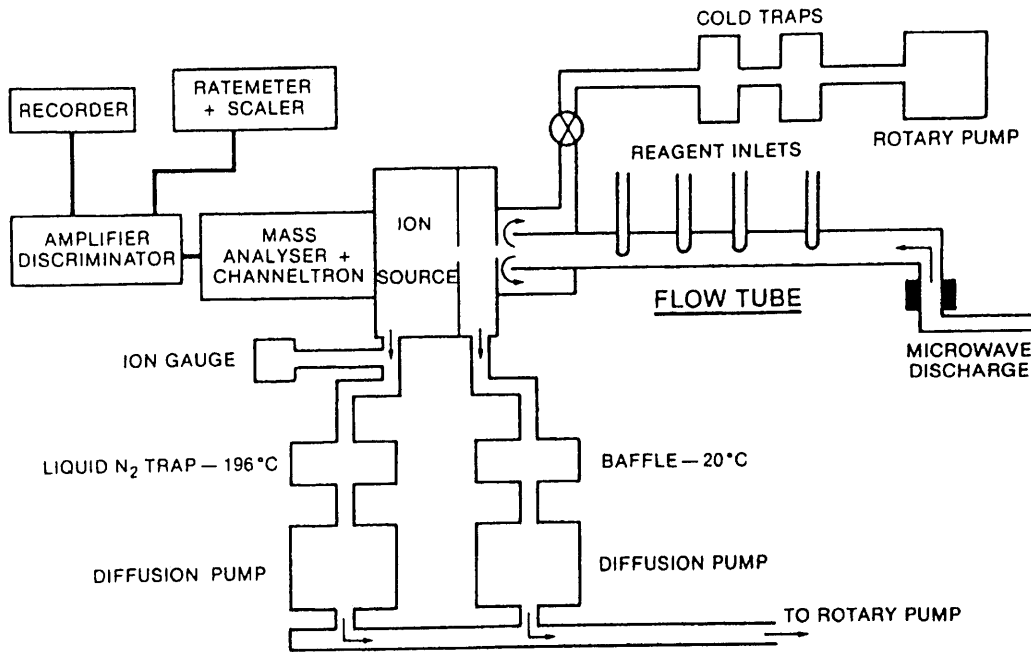 COLD TRAPS
RECORDER
RATEMETER
+ SCALER
ROTARY PUMP
REAGENT INLETS
AMPLIFIER
DISCRIMINATOR
MASS
ANALYSER +
CHANNELTRON
ION
SOURCE
FLOW TUBE
ION GAUGE
MICROWAVE
DISCHARGE
LIQUID N₂ TRAP — 196°C
BAFFLE — 20°C
DIFFUSION PUMP
DIFFUSION PUMP
TO ROTARY PUMP